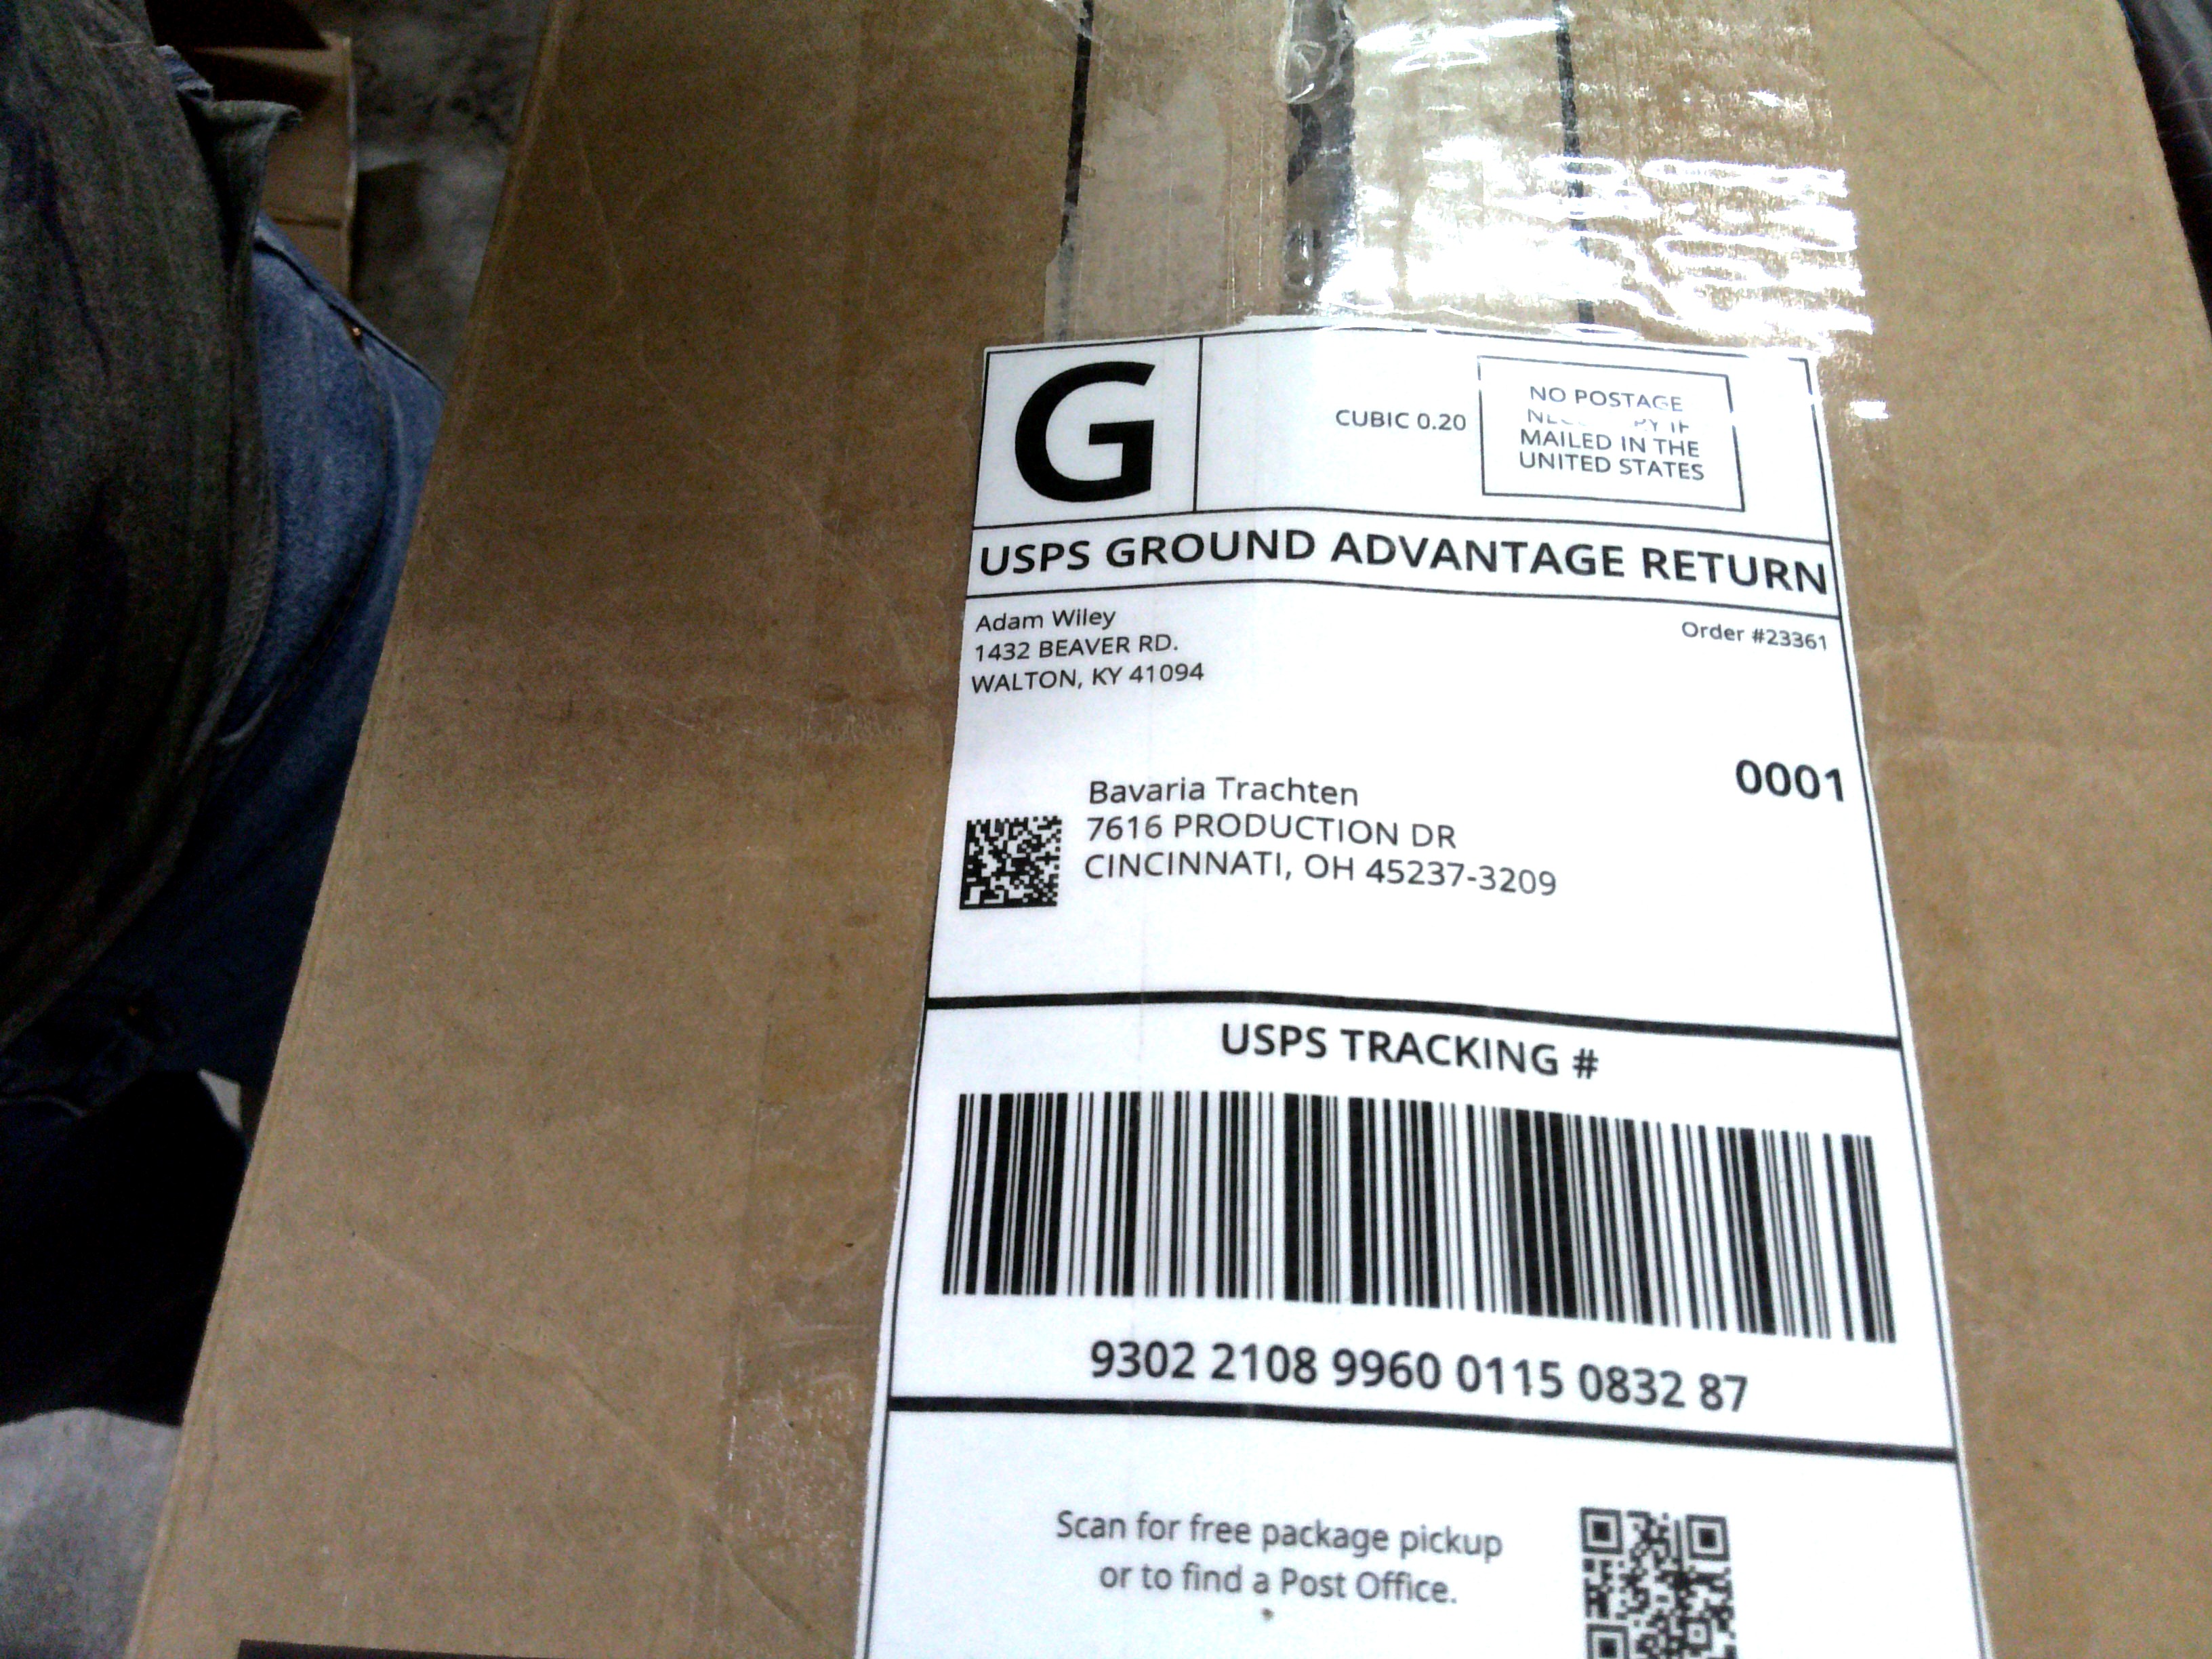 G
CUBIC 0.20
NO POSTAGE
IF
MAILED IN THE
UNITED STATES
USPS GROUND ADVANTAGE RETURN
Adam Wiley
1432 BEAVER RD.
WALTON, KY 41094
Order #23361
0001
Bavaria Trachten
7616 PRODUCTION DR
CINCINNATI, OH 45237-3209
USPS TRACKING #
9302 2108 9960 0115 0832 87
Scan for free package pickup
or to find a Post Office.